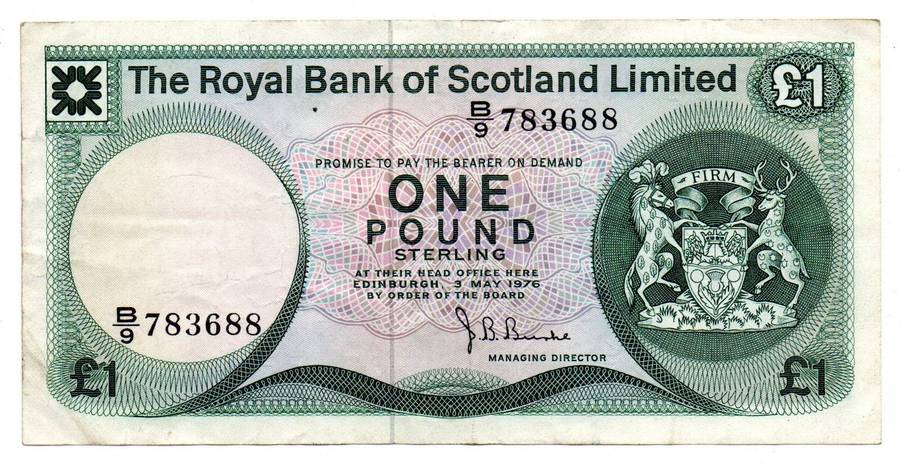 The Royal Bank of Scotland Limited
£1
B/9 783688
PROMISE TO PAY THE BEARER ON DEMAND
ONE
POUND
STERLING
AT THEIR HEAD OFFICE HERE
EDINBURGH, 3 MAY 1976
BY ORDER OF THE BOARD
FIRM
B/9 783688
J.B. Burke
MANAGING DIRECTOR
£1
£1